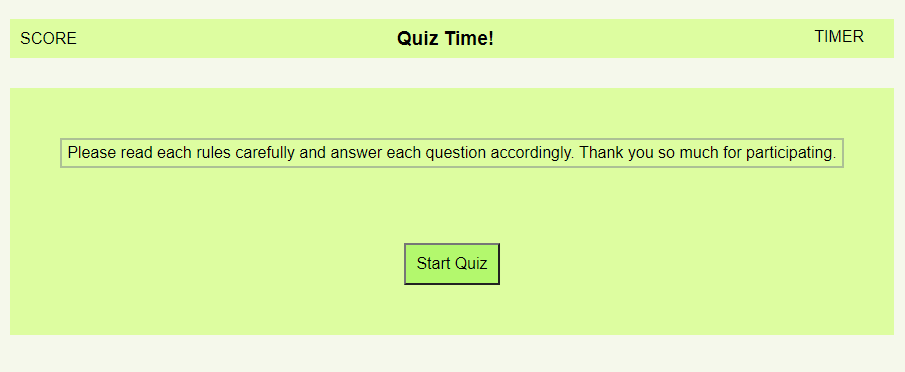 SCORE
Quiz Time!
TIMER
Please read each rules carefully and answer each question accordingly. Thank you so much for participating.
Start Quiz